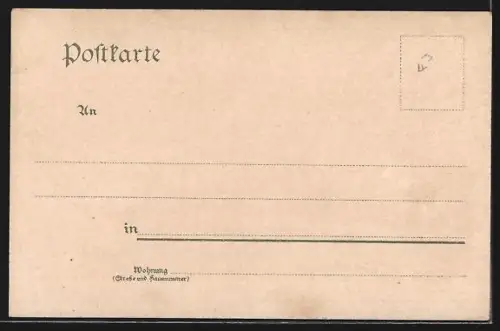 Poſtkarte
An
in
Wohnung
(Straße und Hausnummer)